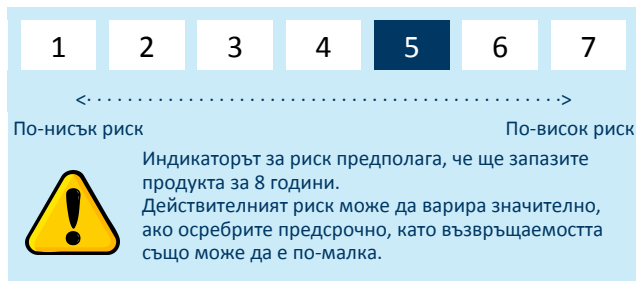 1 2 3 4 5 6 7
<· · · · · · · · · · · · · · · · · · · · · · · · · · · · · · · · · · · · · · · · · · · · · · · ·>
По-нисък риск По-висок риск
Индикаторът за риск предполага, че ще запазите
продукта за 8 години.
Действителният риск може да варира значително,
ако осребрите предсрочно, като възвръщаемостта
също може да е по-малка.